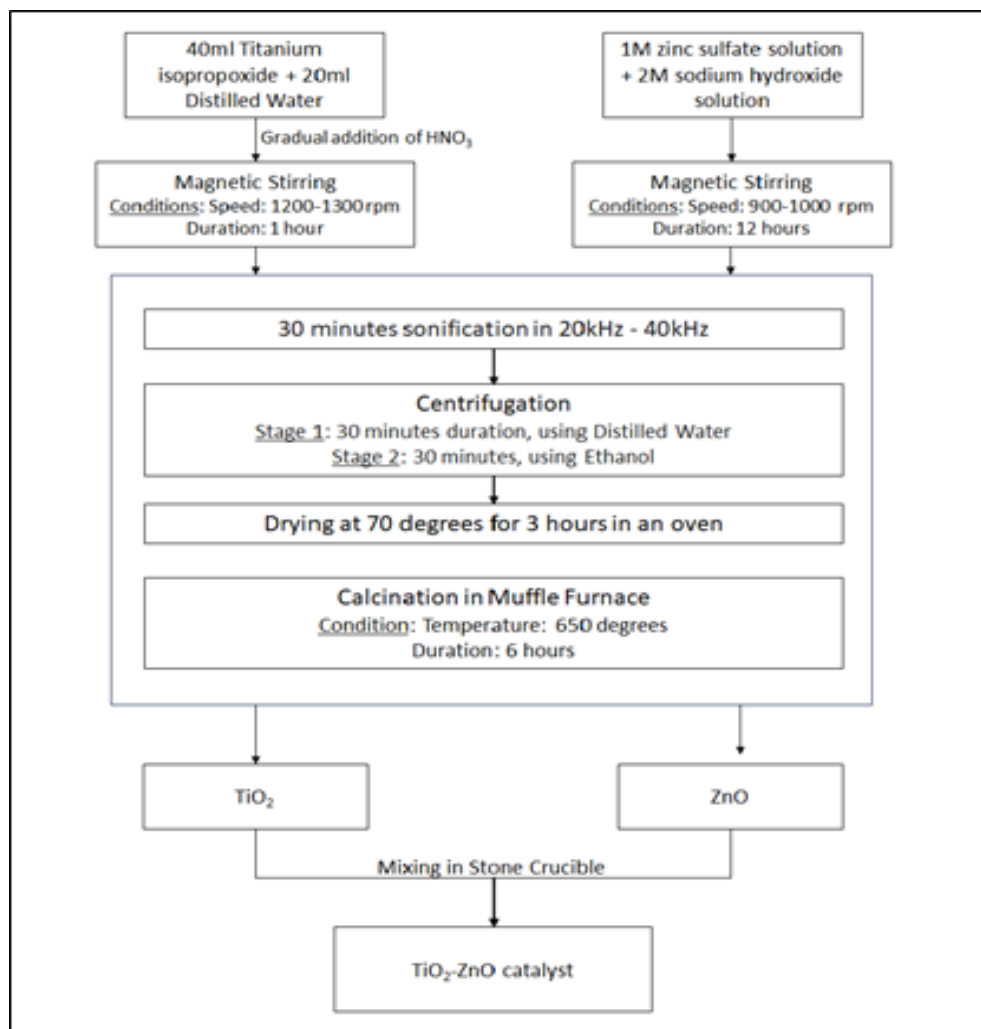 40ml Titanium
isopropoxide + 20ml
Distilled Water
1M zinc sulfate solution
+ 2M sodium hydroxide
solution
Gradual addition of HNO₃
Magnetic Stirring
Conditions: Speed: 1200-1300rpm
Duration: 1 hour
Magnetic Stirring
Conditions: Speed: 900-1000 rpm
Duration: 12 hours
30 minutes sonification in 20kHz - 40kHz
Centrifugation
Stage 1: 30 minutes duration, using Distilled Water
Stage 2: 30 minutes, using Ethanol
Drying at 70 degrees for 3 hours in an oven
Calcination in Muffle Furnace
Condition: Temperature: 650 degrees
Duration: 6 hours
TiO₂
ZnO
Mixing in Stone Crucible
TiO₂-ZnO catalyst